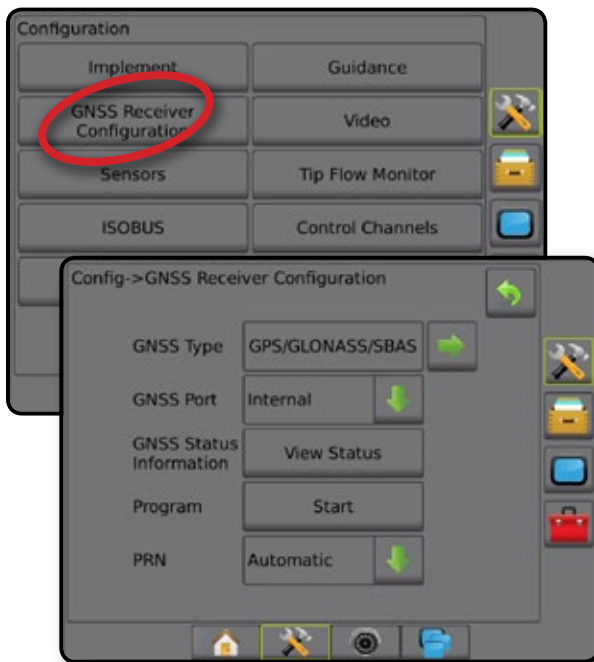 Configuration
Implement
Guidance
GNSS Receiver
Configuration
Video
Sensors
Tip Flow Monitor
ISOBUS
Control Channels
Config->GNSS Receiver Configuration
GNSS Type
GPS/GLONASS/SBAS
GNSS Port
Internal
GNSS Status
Information
View Status
Program
Start
PRN
Automatic